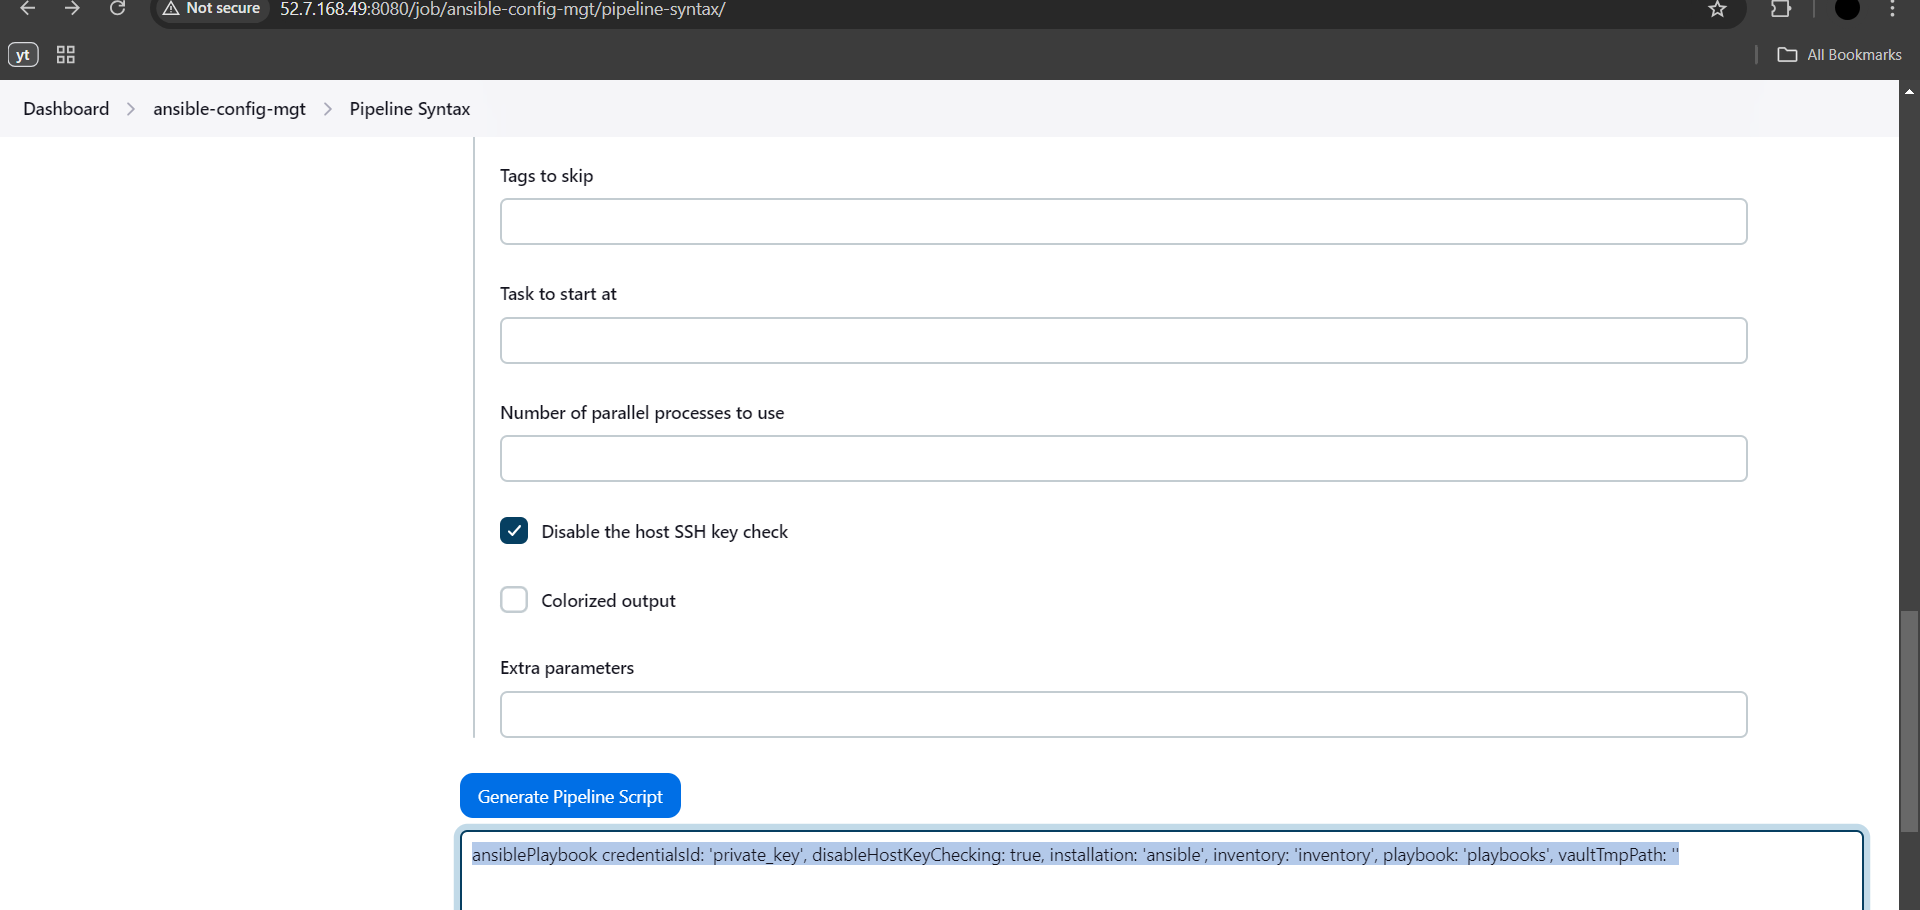 Not secure 52.7.168.49:8080/job/ansible-config-mgt/pipeline-syntax/
yt All Bookmarks
Dashboard > ansible-config-mgt > Pipeline Syntax
Tags to skip
Task to start at
Number of parallel processes to use
Disable the host SSH key check
Colorized output
Extra parameters
Generate Pipeline Script
ansiblePlaybook credentialsId: 'private_key', disableHostKeyChecking: true, installation: 'ansible', inventory: 'inventory', playbook: 'playbooks', vaultTmpPath: ''